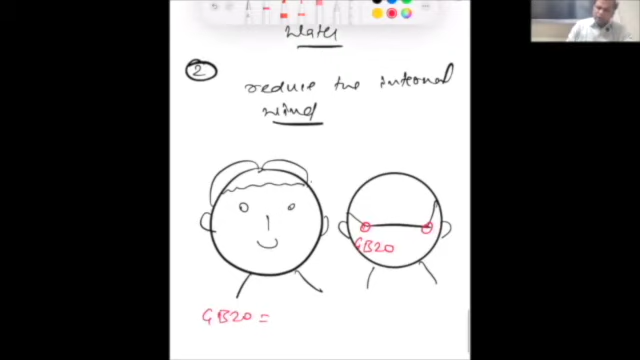 water
2
reduce the internal
wind
GB20
GB20 =